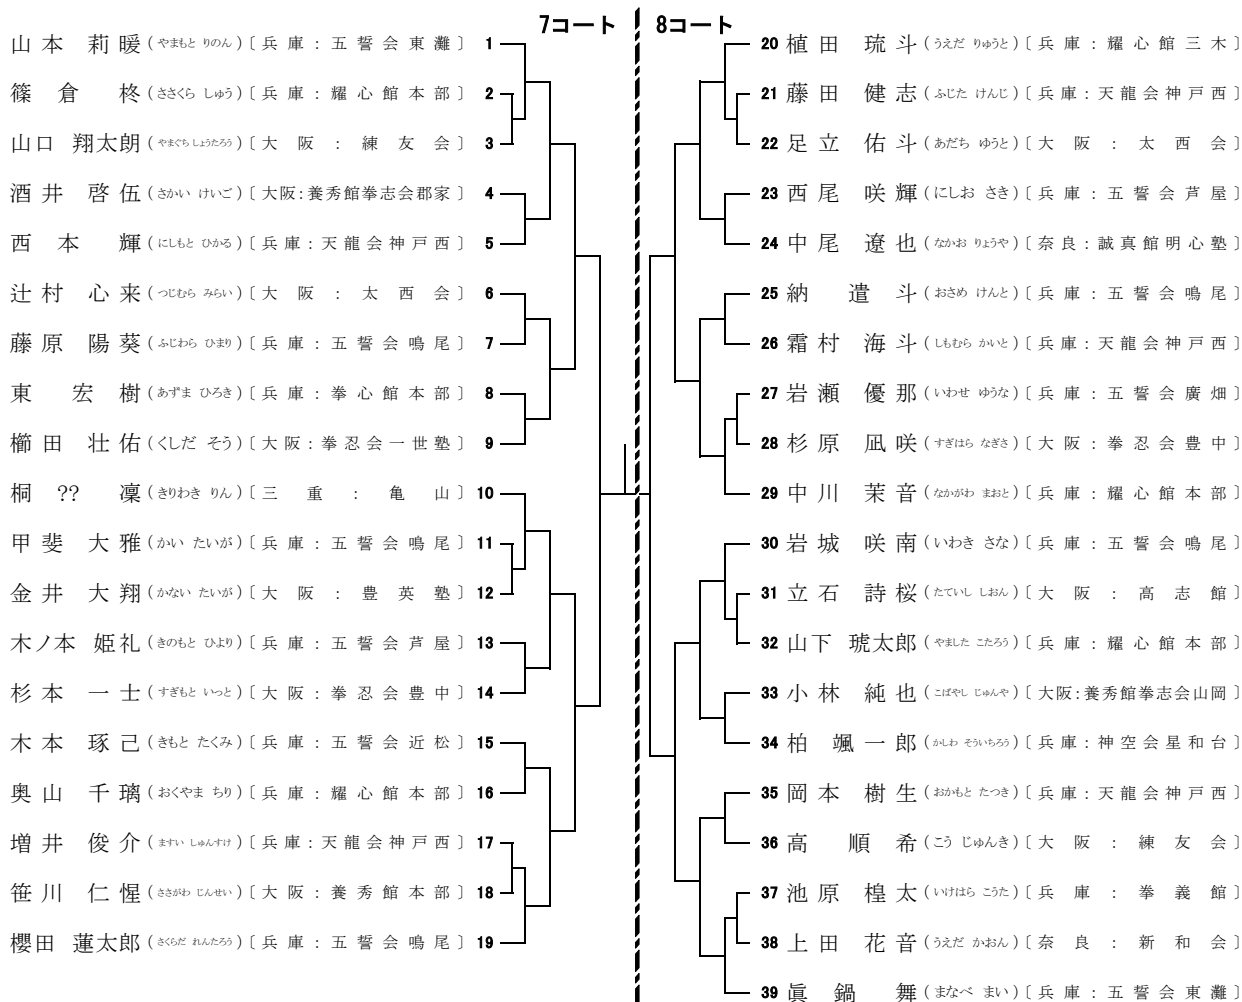 7コート
山本 莉暖 (やまもと りのん) 〔兵庫：五誓会東灘〕 1
篠倉 柊 (ささくら しゅう) 〔兵庫：耀心館本部〕 2
山口 翔太朗 (やまぐち しょうたろう) 〔大阪：練友会〕 3
酒井 啓伍 (さかい けいご) 〔大阪：養秀館拳志会郡家〕 4
西本 輝 (にしもと ひかる) 〔兵庫：天龍会神戸西〕 5
辻村 心来 (つじむら みらい) 〔大阪：太西会〕 6
藤原 陽葵 (ふじわら ひまり) 〔兵庫：五誓会鳴尾〕 7
東 宏樹 (あずま ひろき) 〔兵庫：拳心館本部〕 8
櫛田 壮佑 (くしだ そう) 〔大阪：拳忍会一世塾〕 9
桐?? 凜 (きりわき りん) 〔三重：亀山〕 10
甲斐 大雅 (かい たいが) 〔兵庫：五誓会鳴尾〕 11
金井 大翔 (かない たいが) 〔大阪：豊英塾〕 12
木ノ本 姫礼 (きのもと ひより) 〔兵庫：五誓会芦屋〕 13
杉本 一士 (すぎもと いっと) 〔大阪：拳忍会豊中〕 14
木本 琢己 (きもと たくみ) 〔兵庫：五誓会近松〕 15
奥山 千璃 (おくやま ちり) 〔兵庫：耀心館本部〕 16
増井 俊介 (ますい しゅんすけ) 〔兵庫：天龍会神戸西〕 17
笹川 仁惺 (ささがわ じんせい) 〔大阪：養秀館本部〕 18
櫻田 蓮太郎 (さくらだ れんたろう) 〔兵庫：五誓会鳴尾〕 19
8コート
20 植田 琉斗 (うえだ りゅうと) 〔兵庫：耀心館三木〕
21 藤田 健志 (ふじた けんじ) 〔兵庫：天龍会神戸西〕
22 足立 佑斗 (あだち ゆうと) 〔大阪：太西会〕
23 西尾 咲輝 (にしお さき) 〔兵庫：五誓会芦屋〕
24 中尾 遼也 (なかお りょうや) 〔奈良：誠真館明心塾〕
25 納 遣斗 (おさめ けんと) 〔兵庫：五誓会鳴尾〕
26 霜村 海斗 (しもむら かいと) 〔兵庫：天龍会神戸西〕
27 岩瀬 優那 (いわせ ゆうな) 〔兵庫：五誓会廣畑〕
28 杉原 凪咲 (すぎはら なぎさ) 〔大阪：拳忍会豊中〕
29 中川 茉音 (なかがわ まおと) 〔兵庫：耀心館本部〕
30 岩城 咲南 (いわき さな) 〔兵庫：五誓会鳴尾〕
31 立石 詩桜 (たていし しおん) 〔大阪：高志館〕
32 山下 琥太郎 (やました こたろう) 〔兵庫：耀心館本部〕
33 小林 純也 (こばやし じゅんや) 〔大阪：養秀館拳志会山岡〕
34 柏 颯一郎 (かしわ そういちろう) 〔兵庫：神空会星和台〕
35 岡本 樹生 (おかもと たつき) 〔兵庫：天龍会神戸西〕
36 高 順希 (こう じゅんき) 〔大阪：練友会〕
37 池原 楻太 (いけはら こうた) 〔兵庫：拳義館〕
38 上田 花音 (うえだ かおん) 〔奈良：新和会〕
39 眞鍋 舞 (まなべ まい) 〔兵庫：五誓会東灘〕